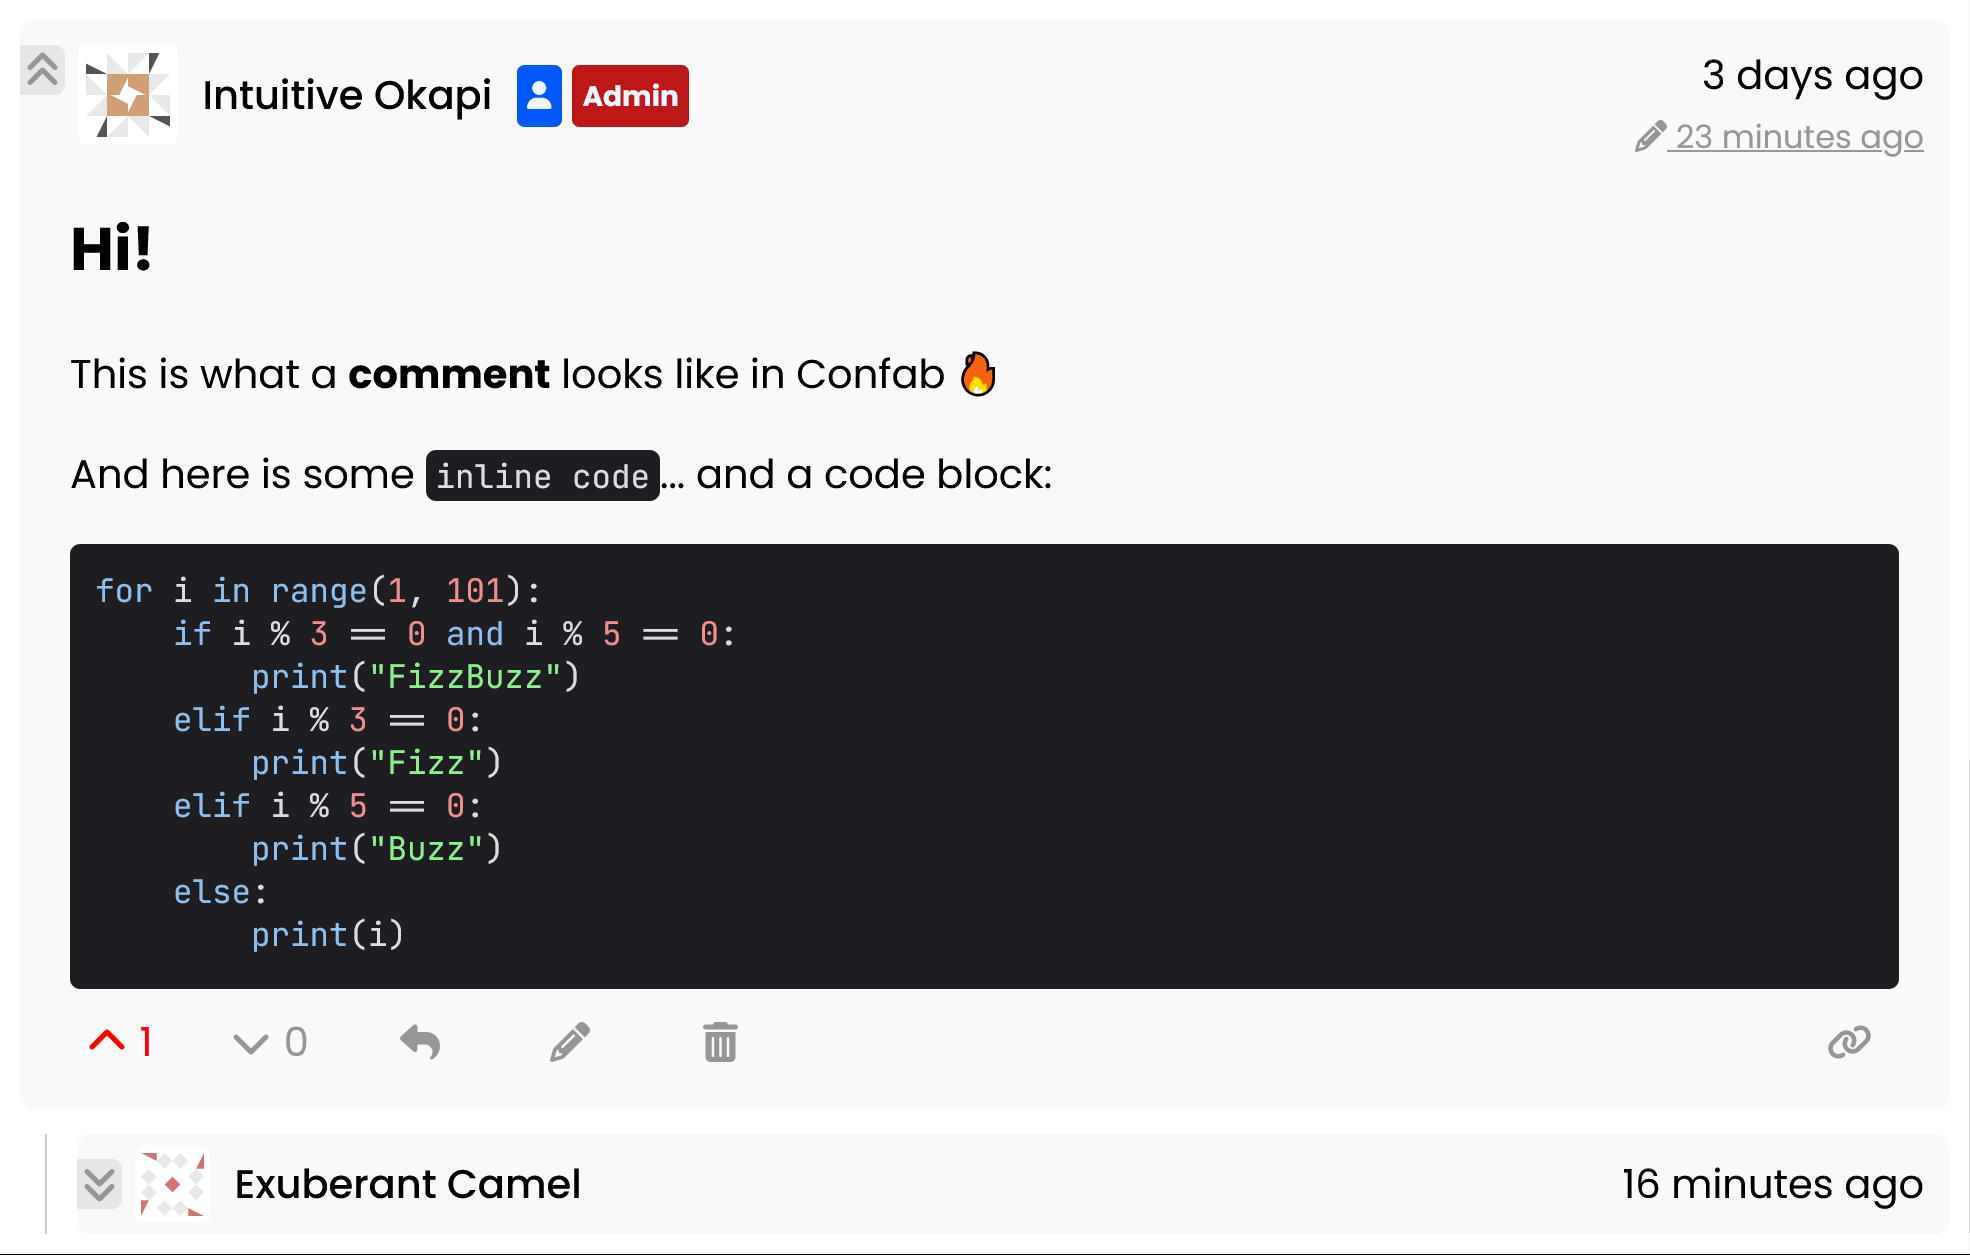 Intuitive Okapi Admin 3 days ago
23 minutes ago
Hi!
This is what a comment looks like in Confab 🔥
And here is some inline code... and a code block:
for i in range(1, 101):
    if i % 3 == 0 and i % 5 == 0:
        print("FizzBuzz")
    elif i % 3 == 0:
        print("Fizz")
    elif i % 5 == 0:
        print("Buzz")
    else:
        print(i)
1 0
Exuberant Camel 16 minutes ago